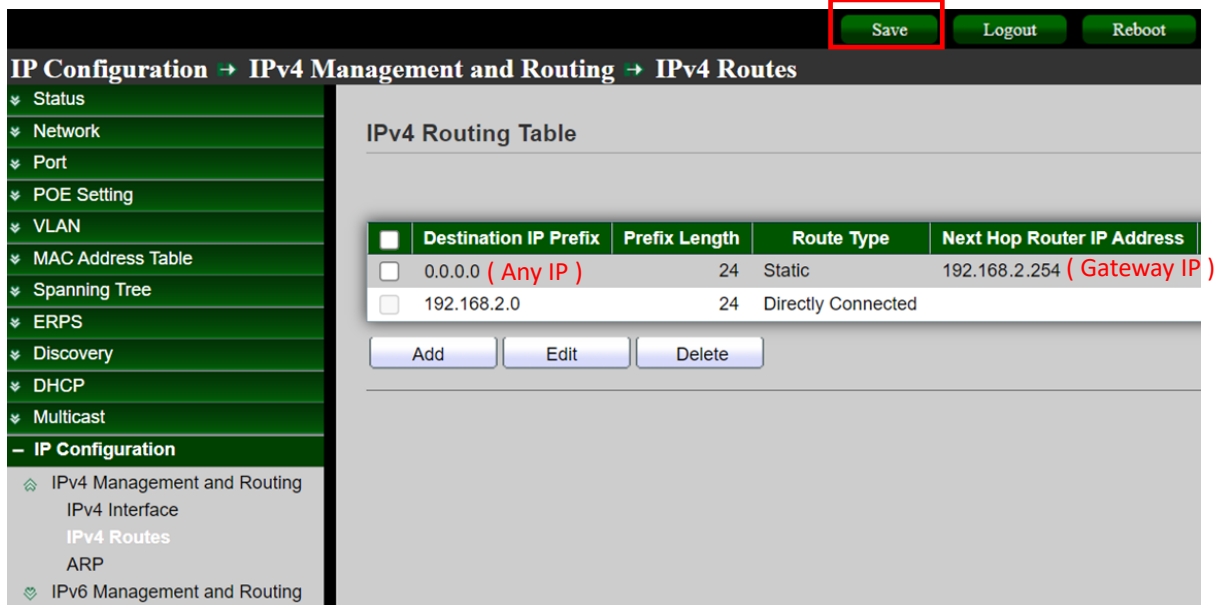 Save Logout Reboot
IP Configuration → IPv4 Management and Routing → IPv4 Routes
Status
Network
Port
POE Setting
VLAN
MAC Address Table
Spanning Tree
ERPS
Discovery
DHCP
Multicast
IP Configuration
IPv4 Management and Routing
IPv4 Interface
IPv4 Routes
ARP
IPv6 Management and Routing
IPv4 Routing Table
Destination IP Prefix Prefix Length Route Type Next Hop Router IP Address
0.0.0.0 ( Any IP ) 24 Static 192.168.2.254 ( Gateway IP )
192.168.2.0 24 Directly Connected
Add Edit Delete